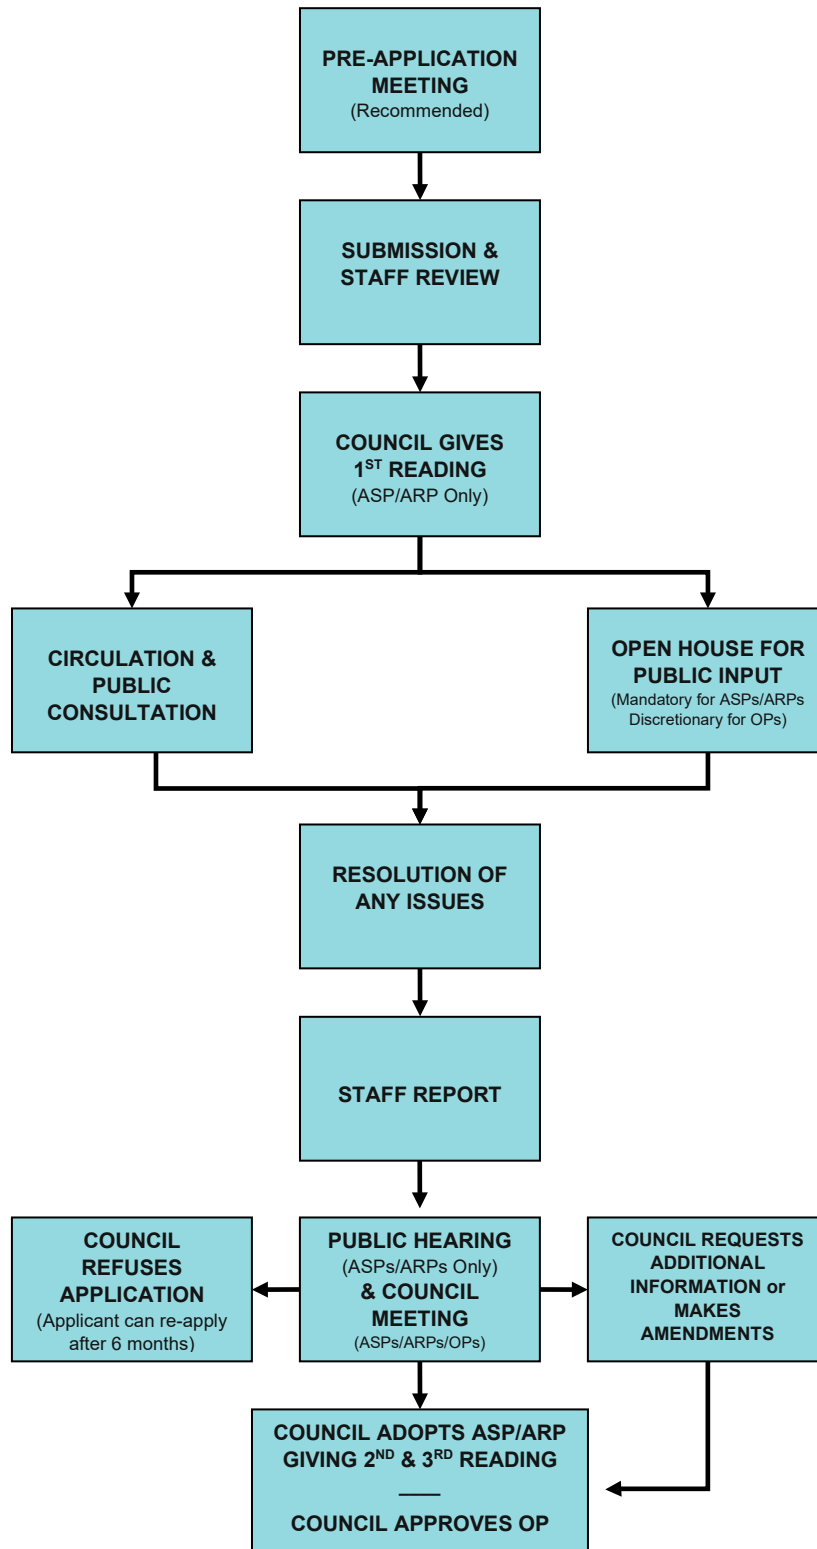 PRE-APPLICATION
MEETING
(Recommended)
SUBMISSION &
STAFF REVIEW
COUNCIL GIVES
1ST READING
(ASP/ARP Only)
CIRCULATION &
PUBLIC
CONSULTATION
OPEN HOUSE FOR
PUBLIC INPUT
(Mandatory for ASPs/ARPs
Discretionary for OPs)
RESOLUTION OF
ANY ISSUES
STAFF REPORT
COUNCIL
REFUSES
APPLICATION
(Applicant can re-apply
after 6 months)
PUBLIC HEARING
(ASPs/ARPs Only)
& COUNCIL
MEETING
(ASPs/ARPs/OPs)
COUNCIL REQUESTS
ADDITIONAL
INFORMATION or
MAKES
AMENDMENTS
COUNCIL ADOPTS ASP/ARP
GIVING 2ND & 3RD READING
____
COUNCIL APPROVES OP